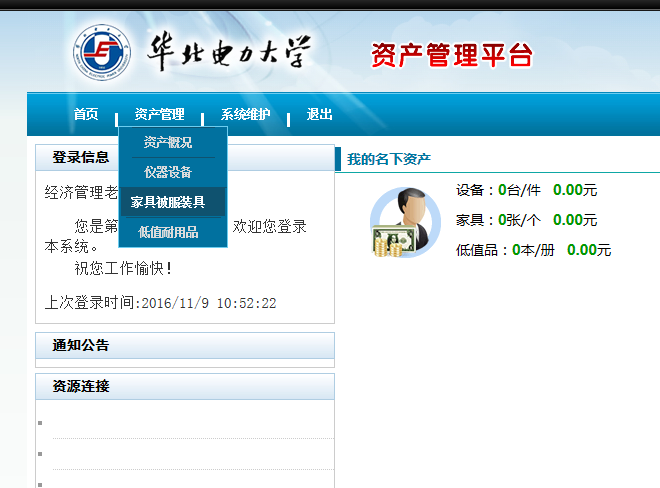 华北电力大学
资产管理平台
首页 资产管理 系统维护 退出
资产概况
仪器设备
家具被服装具
低值耐用品
登录信息
经济管理老
您是第 欢迎您登录
本系统。
祝您工作愉快！
上次登录时间:2016/11/9 10:52:22
通知公告
资源连接
我的名下资产
设备：0台/件 0.00元
家具：0张/个 0.00元
低值品：0本/册 0.00元